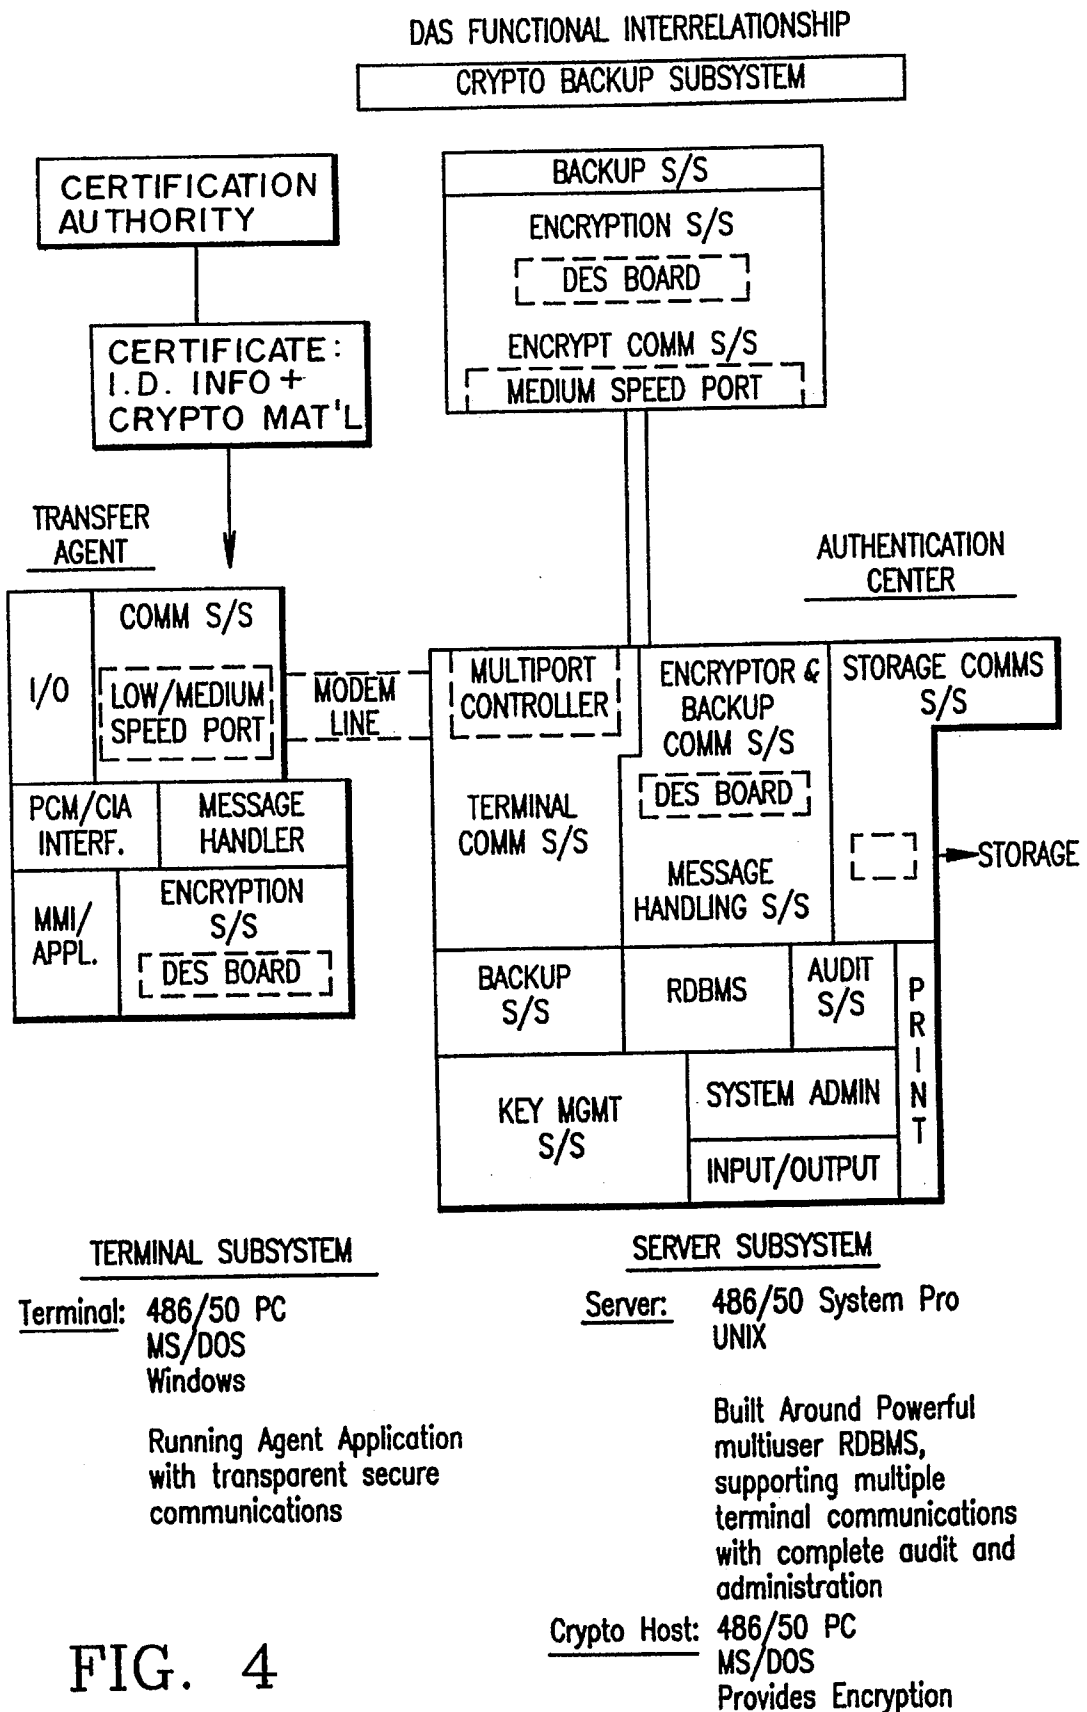 DAS FUNCTIONAL INTERRELATIONSHIP
CRYPTO BACKUP SUBSYSTEM
CERTIFICATION
AUTHORITY
CERTIFICATE:
I.D. INFO +
CRYPTO MAT'L
BACKUP S/S
ENCRYPTION S/S
DES BOARD
ENCRYPT COMM S/S
MEDIUM SPEED PORT
TRANSFER
AGENT
COMM S/S
I/O
LOW/MEDIUM
SPEED PORT
PCM/CIA
INTERF.
MESSAGE
HANDLER
MMI/
APPL.
ENCRYPTION
S/S
DES BOARD
MODEM
LINE
AUTHENTICATION
CENTER
MULTIPORT
CONTROLLER
TERMINAL
COMM S/S
ENCRYPTOR &
BACKUP
COMM S/S
DES BOARD
MESSAGE
HANDLING S/S
STORAGE COMMS
S/S
STORAGE
BACKUP
S/S
RDBMS
AUDIT
S/S
PRINT
KEY MGMT
S/S
SYSTEM ADMIN
INPUT/OUTPUT
TERMINAL SUBSYSTEM
Terminal: 486/50 PC
MS/DOS
Windows
Running Agent Application
with transparent secure
communications
SERVER SUBSYSTEM
Server: 486/50 System Pro
UNIX
Built Around Powerful
multiuser RDBMS,
supporting multiple
terminal communications
with complete audit and
administration
Crypto Host: 486/50 PC
MS/DOS
Provides Encryption
FIG. 4